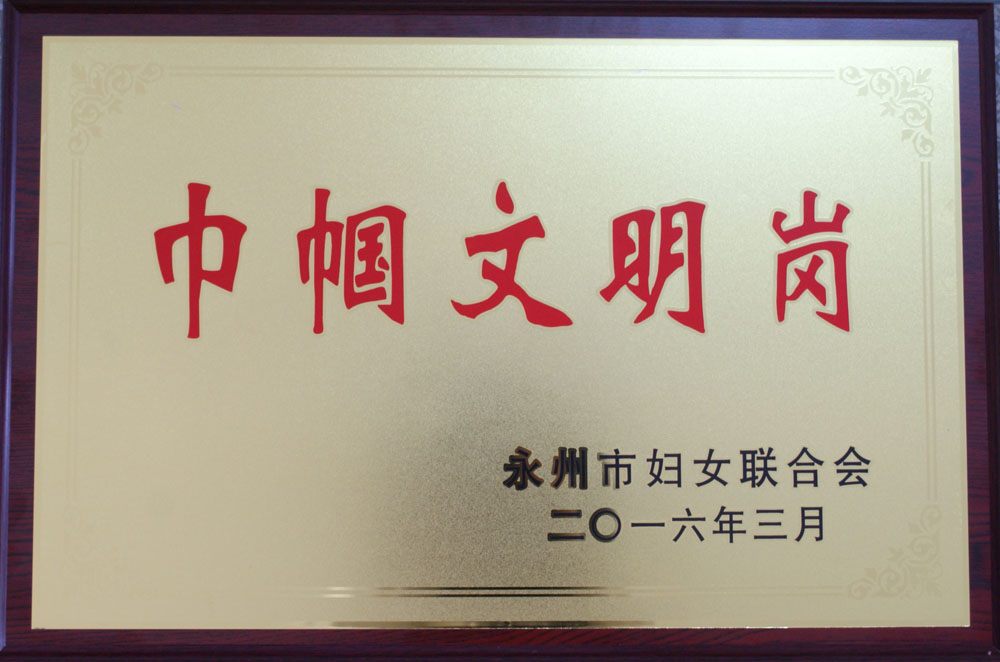 巾帼文明岗
永州市妇女联合会
二〇一六年三月